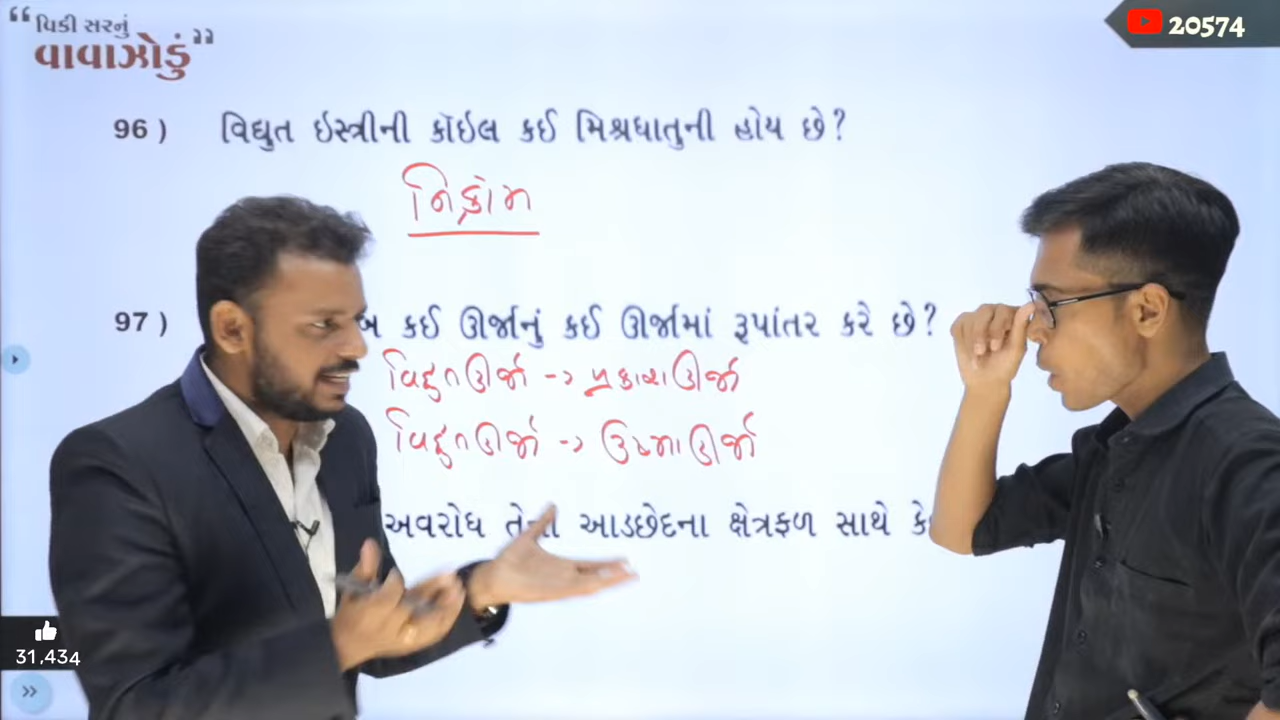 “ વિકી સરનું
વાવાઝોડું ”
20574
96 ) વિદ્યુત ઇસ્ત્રીની કૉઇલ કઈ મિશ્રધાતુની હોય છે?
નિક્રોમ
97 ) કઈ ઊર્જાનું કઈ ઊર્જામાં રૂપાંતર કરે છે?
વિદ્યુતઊર્જા -> પ્રકાશઊર્જા
વિદ્યુતઊર્જા -> ઉષ્માઊર્જા
અવરોધ તેના આડછેદના ક્ષેત્રફળ સાથે
31,434